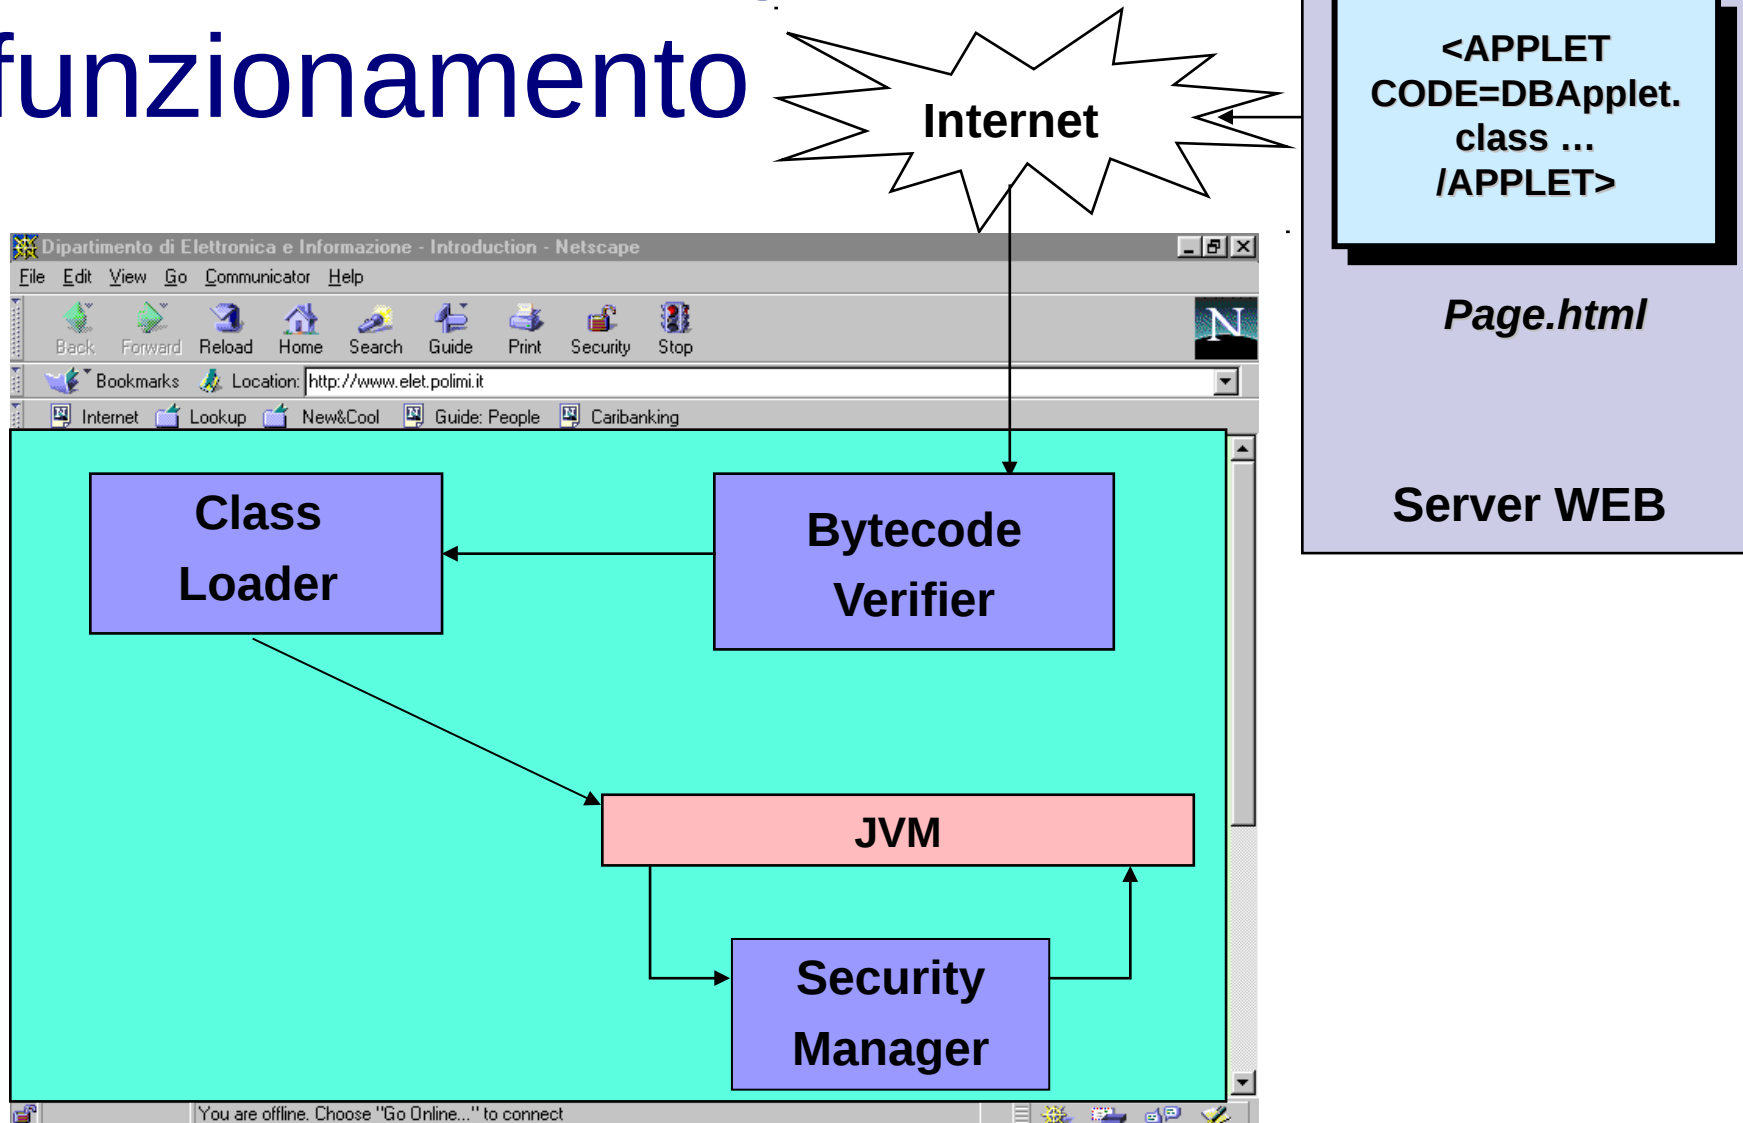 funzionamento
Internet
<APPLET
CODE=DBApplet.
class ...
/APPLET>
Page.html
Server WEB
Dipartimento di Elettronica e Informazione - Introduction - Netscape
File Edit View Go Communicator Help
Back Forward Reload Home Search Guide Print Security Stop
N
Bookmarks Location: http://www.elet.polimi.it
Internet Lookup New&Cool Guide: People Caribanking
Class
Loader
Bytecode
Verifier
JVM
Security
Manager
You are offline. Choose "Go Online..." to connect